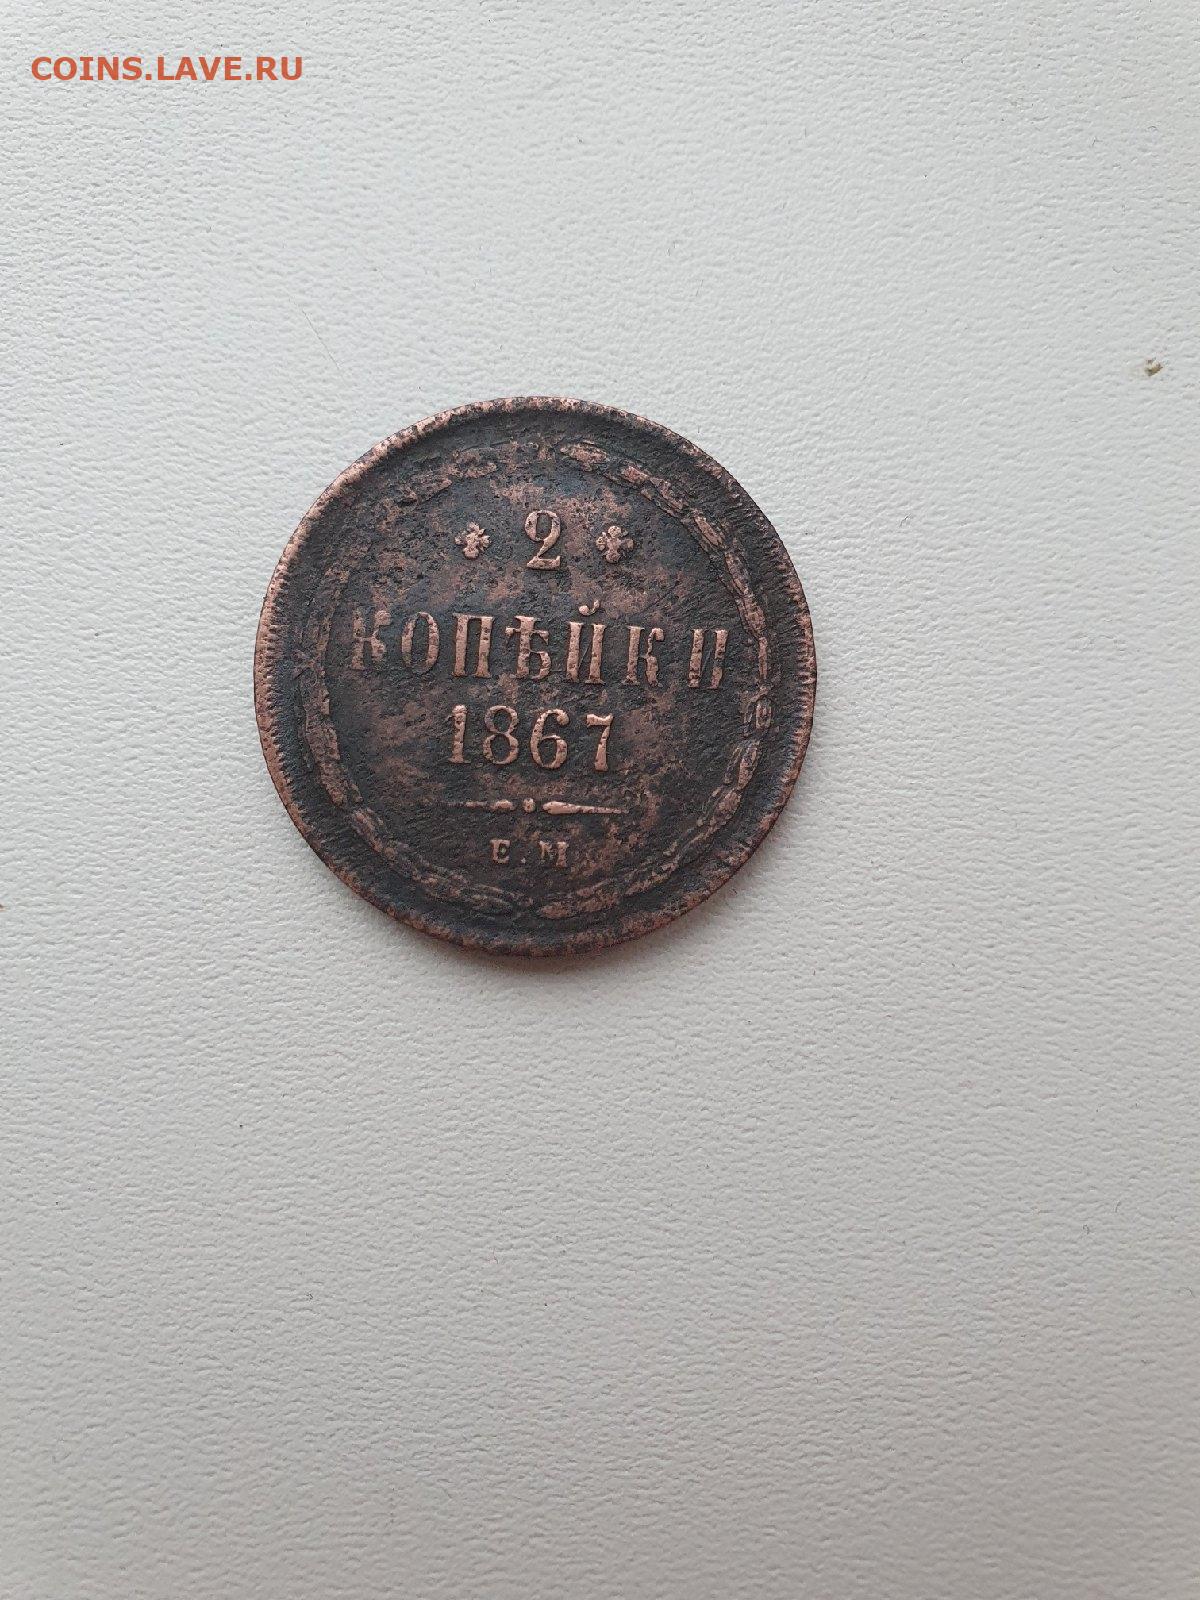 COINS.LAVE.RU
2
КОПѢЙКИ
1867
Е.М